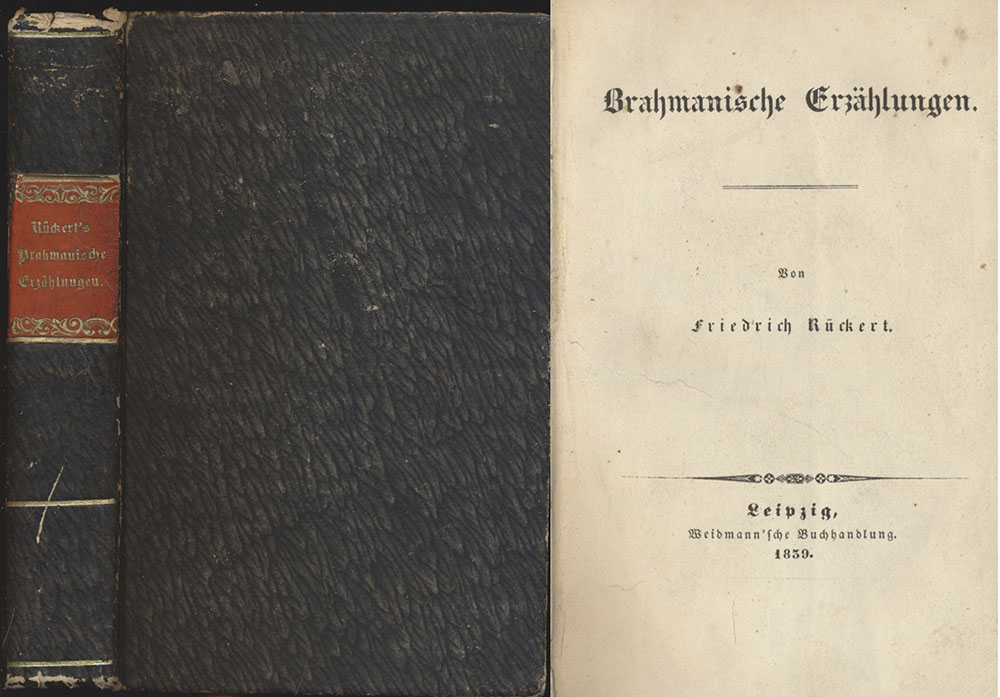 Rückert's
Brahmanische
Erzählungen.
Brahmanische Erzählungen.
Von
Friedrich Rückert.
Leipzig,
Weidmann'sche Buchhandlung.
1839.